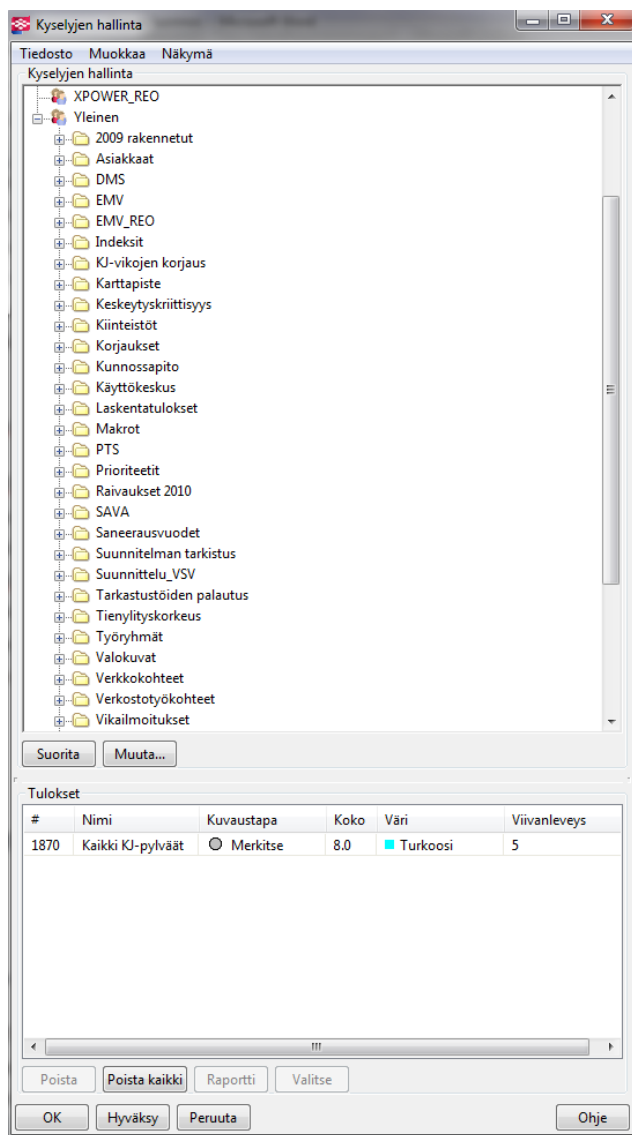 Kyselyjen hallinta
Tiedosto Muokkaa Näkymä
Kyselyjen hallinta
XPOWER_REO
Yleinen
2009 rakennetut
Asiakkaat
DMS
EMV
EMV_REO
Indeksit
KJ-vikojen korjaus
Karttapiste
Keskeytyskriittisyys
Kiinteistöt
Korjaukset
Kunnossapito
Käyttökeskus
Laskentatulokset
Makrot
PTS
Prioriteetit
Raivaukset 2010
SAVA
Saneerausvuodet
Suunnitelman tarkistus
Suunnittelu_VSV
Tarkastustöiden palautus
Tienylityskorkeus
Työryhmät
Valokuvat
Verkkokohteet
Verkostotyökohteet
Vikailmoitukset
Suorita Muuta...
Tulokset
# Nimi Kuvaustapa Koko Väri Viivanleveys
1870 Kaikki KJ-pylväät Merkitse 8.0 Turkoosi 5
Poista Poista kaikki Raportti Valitse
OK Hyväksy Peruuta Ohje